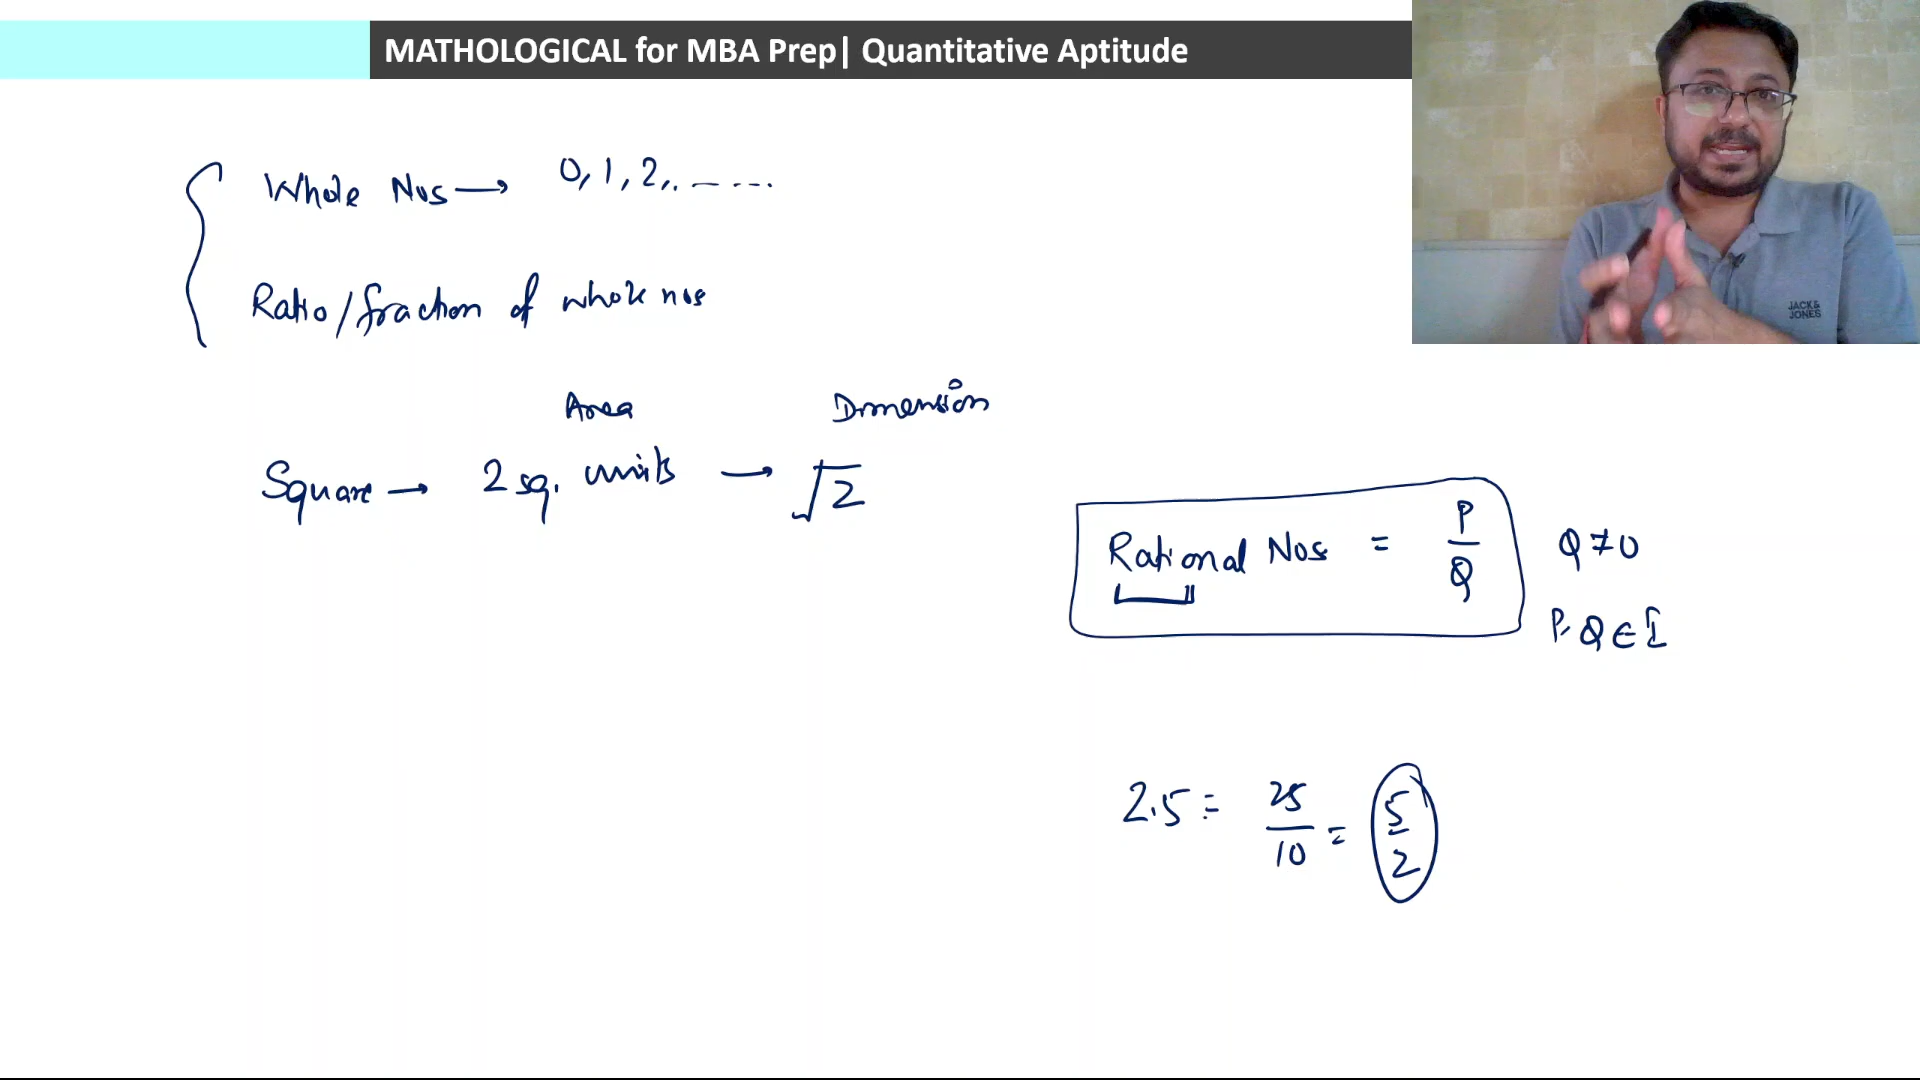 MATHOLOGICAL for MBA Prep| Quantitative Aptitude
JACK&
JONES
Whole Nos → 0, 1, 2, . - - - - -
Ratio/fraction of whole nos
Area Dimension
Square → 2 sq. units → √2
Rational Nos = P/Q Q ≠ 0
P, Q ∈ I
2.5 = 25/10 = 5/2